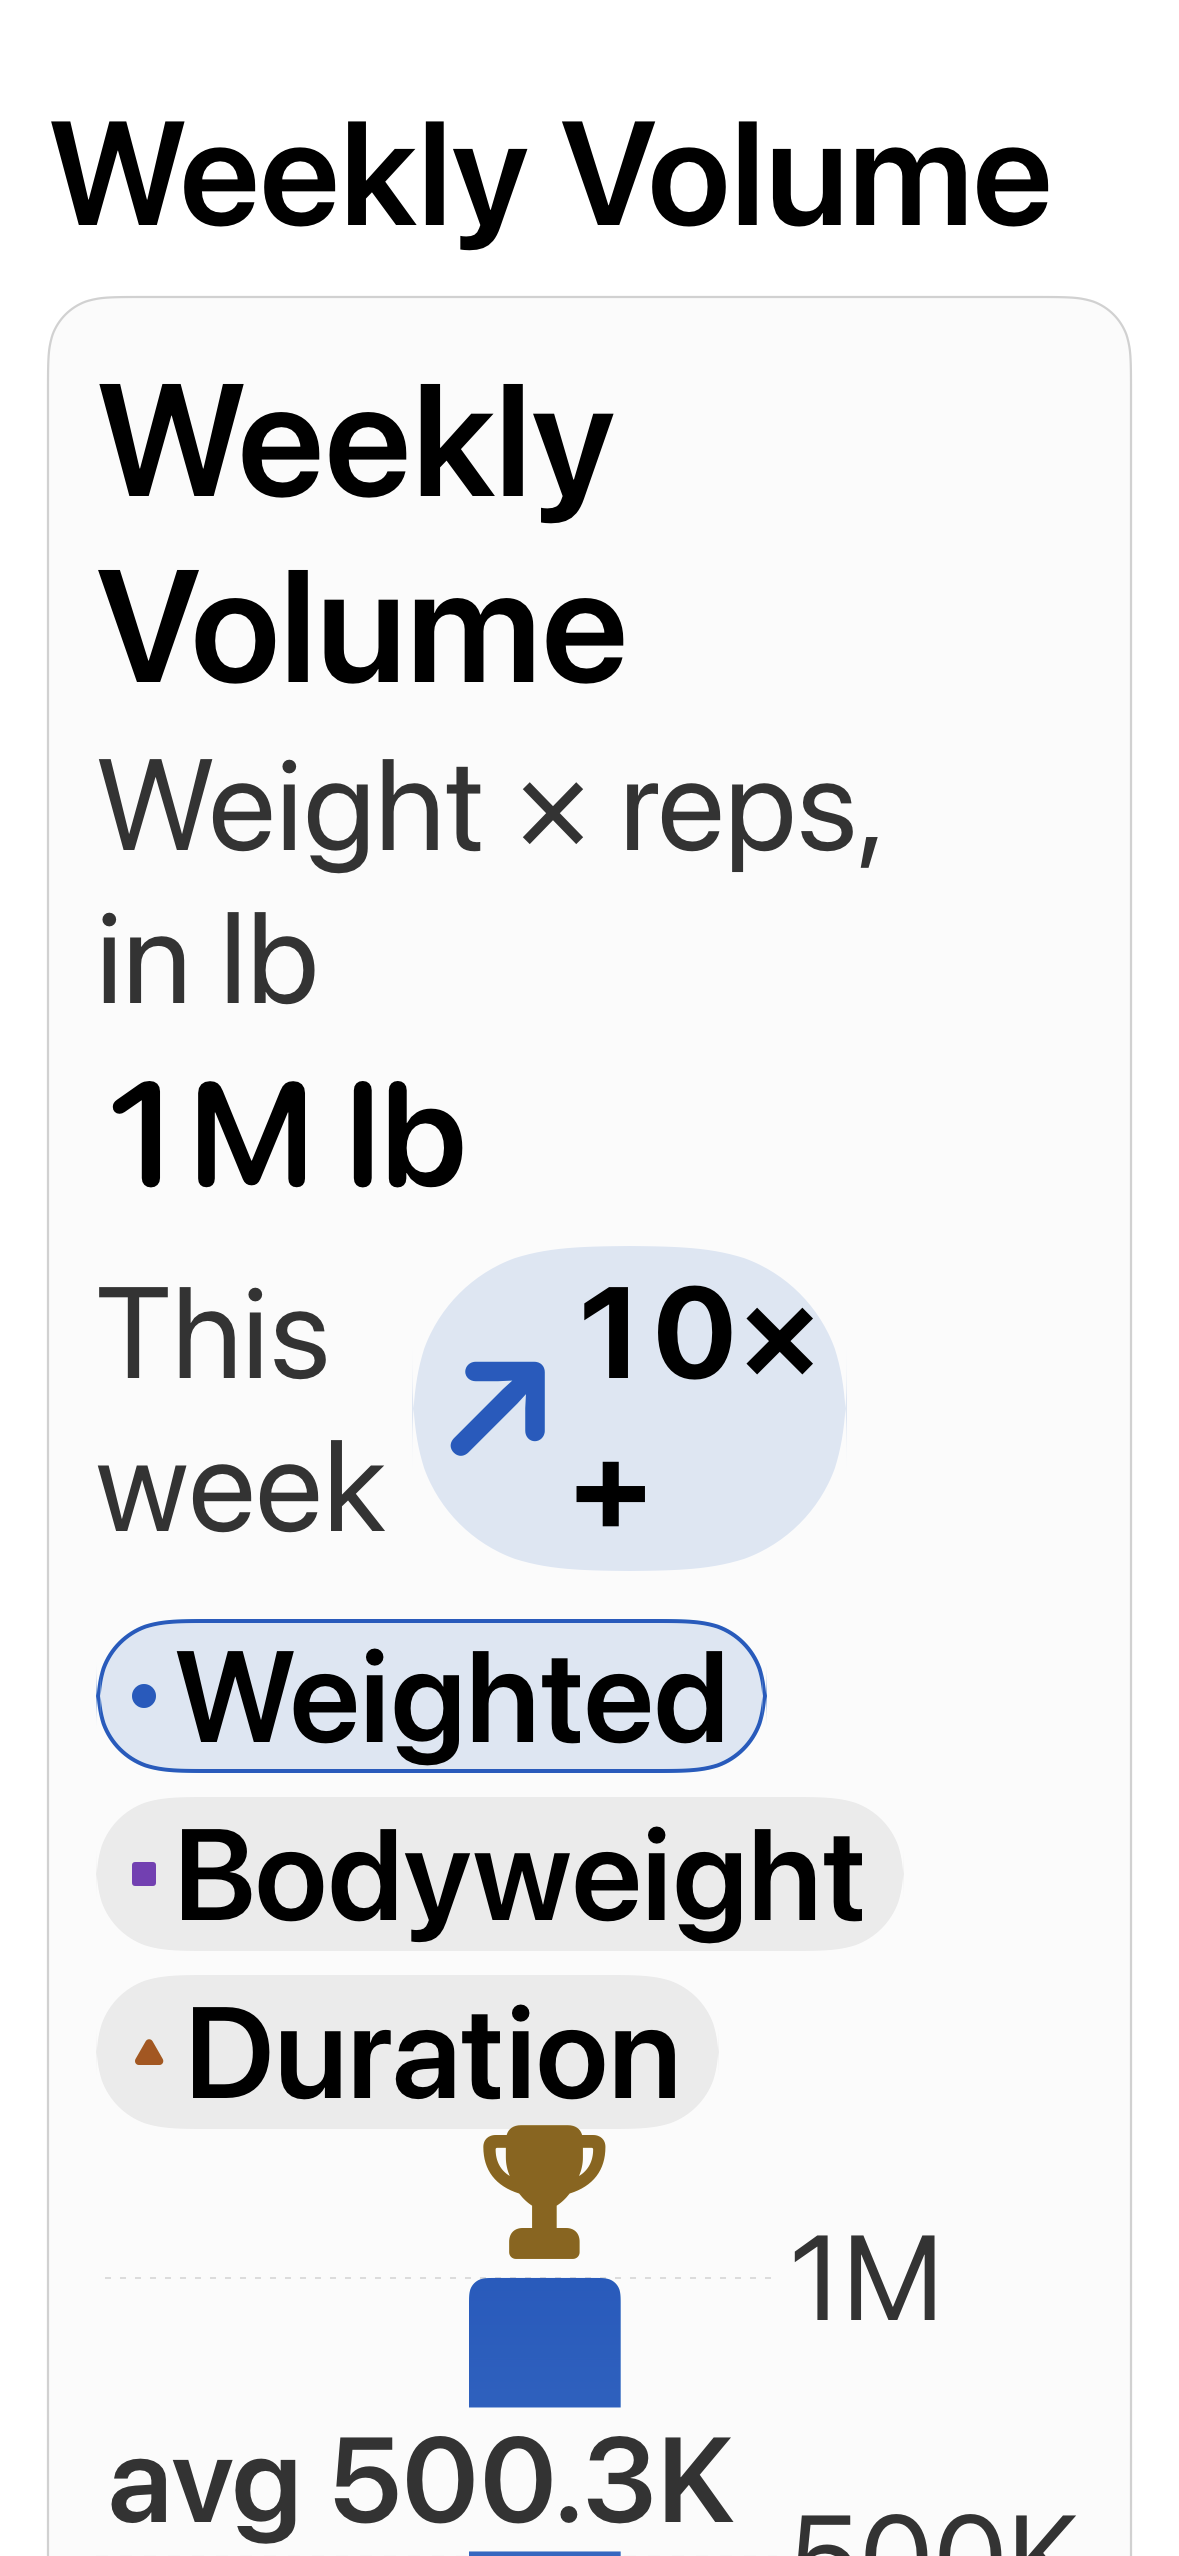 Weekly Volume
Weekly
Volume
Weight × reps,
in lb
1M lb
This
week
10×
+
Weighted
Bodyweight
Duration
1M
avg 500.3K
500K